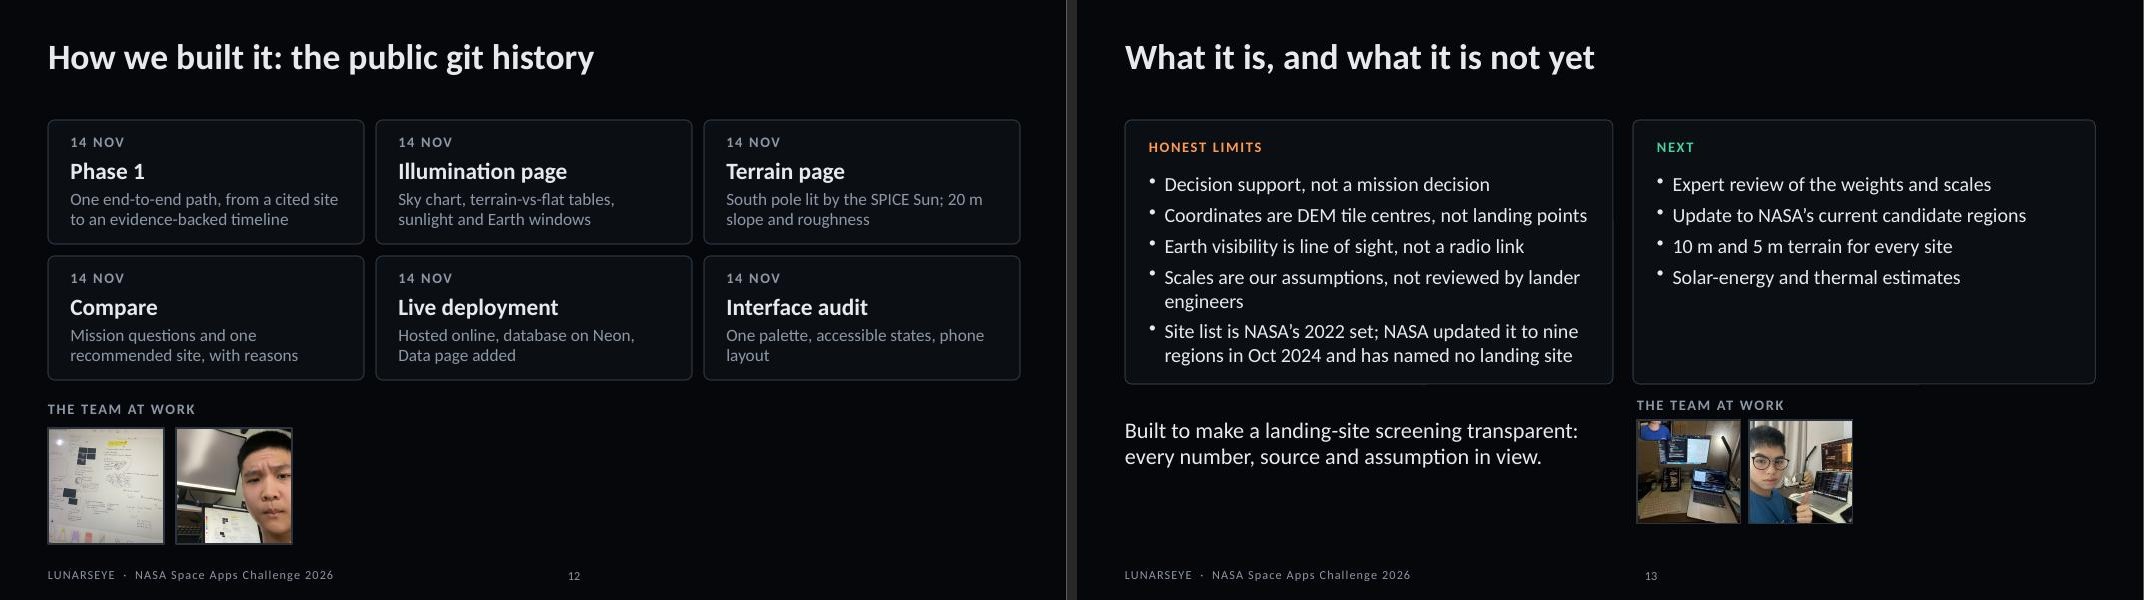 How we built it: the public git history
14 NOV
Phase 1
One end-to-end path, from a cited site
to an evidence-backed timeline
14 NOV
Illumination page
Sky chart, terrain-vs-flat tables,
sunlight and Earth windows
14 NOV
Terrain page
South pole lit by the SPICE Sun; 20 m
slope and roughness
14 NOV
Compare
Mission questions and one
recommended site, with reasons
14 NOV
Live deployment
Hosted online, database on Neon,
Data page added
14 NOV
Interface audit
One palette, accessible states, phone
layout
THE TEAM AT WORK
LUNARSEYE · NASA Space Apps Challenge 2026
12
What it is, and what it is not yet
HONEST LIMITS
• Decision support, not a mission decision
• Coordinates are DEM tile centres, not landing points
• Earth visibility is line of sight, not a radio link
• Scales are our assumptions, not reviewed by lander
engineers
• Site list is NASA’s 2022 set; NASA updated it to nine
regions in Oct 2024 and has named no landing site
NEXT
• Expert review of the weights and scales
• Update to NASA’s current candidate regions
• 10 m and 5 m terrain for every site
• Solar-energy and thermal estimates
Built to make a landing-site screening transparent:
every number, source and assumption in view.
THE TEAM AT WORK
LUNARSEYE · NASA Space Apps Challenge 2026
13